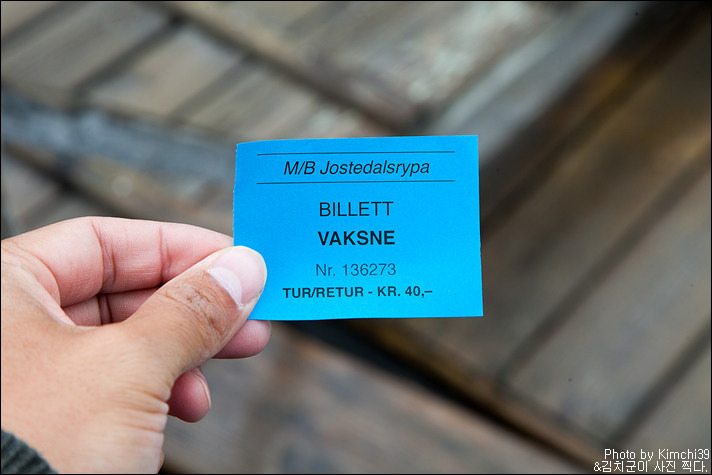 M/B Jostedalsrypa
BILLETT
VAKSNE
Nr. 136273
TUR/RETUR - KR. 40,–
Photo by Kimchi39
&김치군이 사진 찍다.